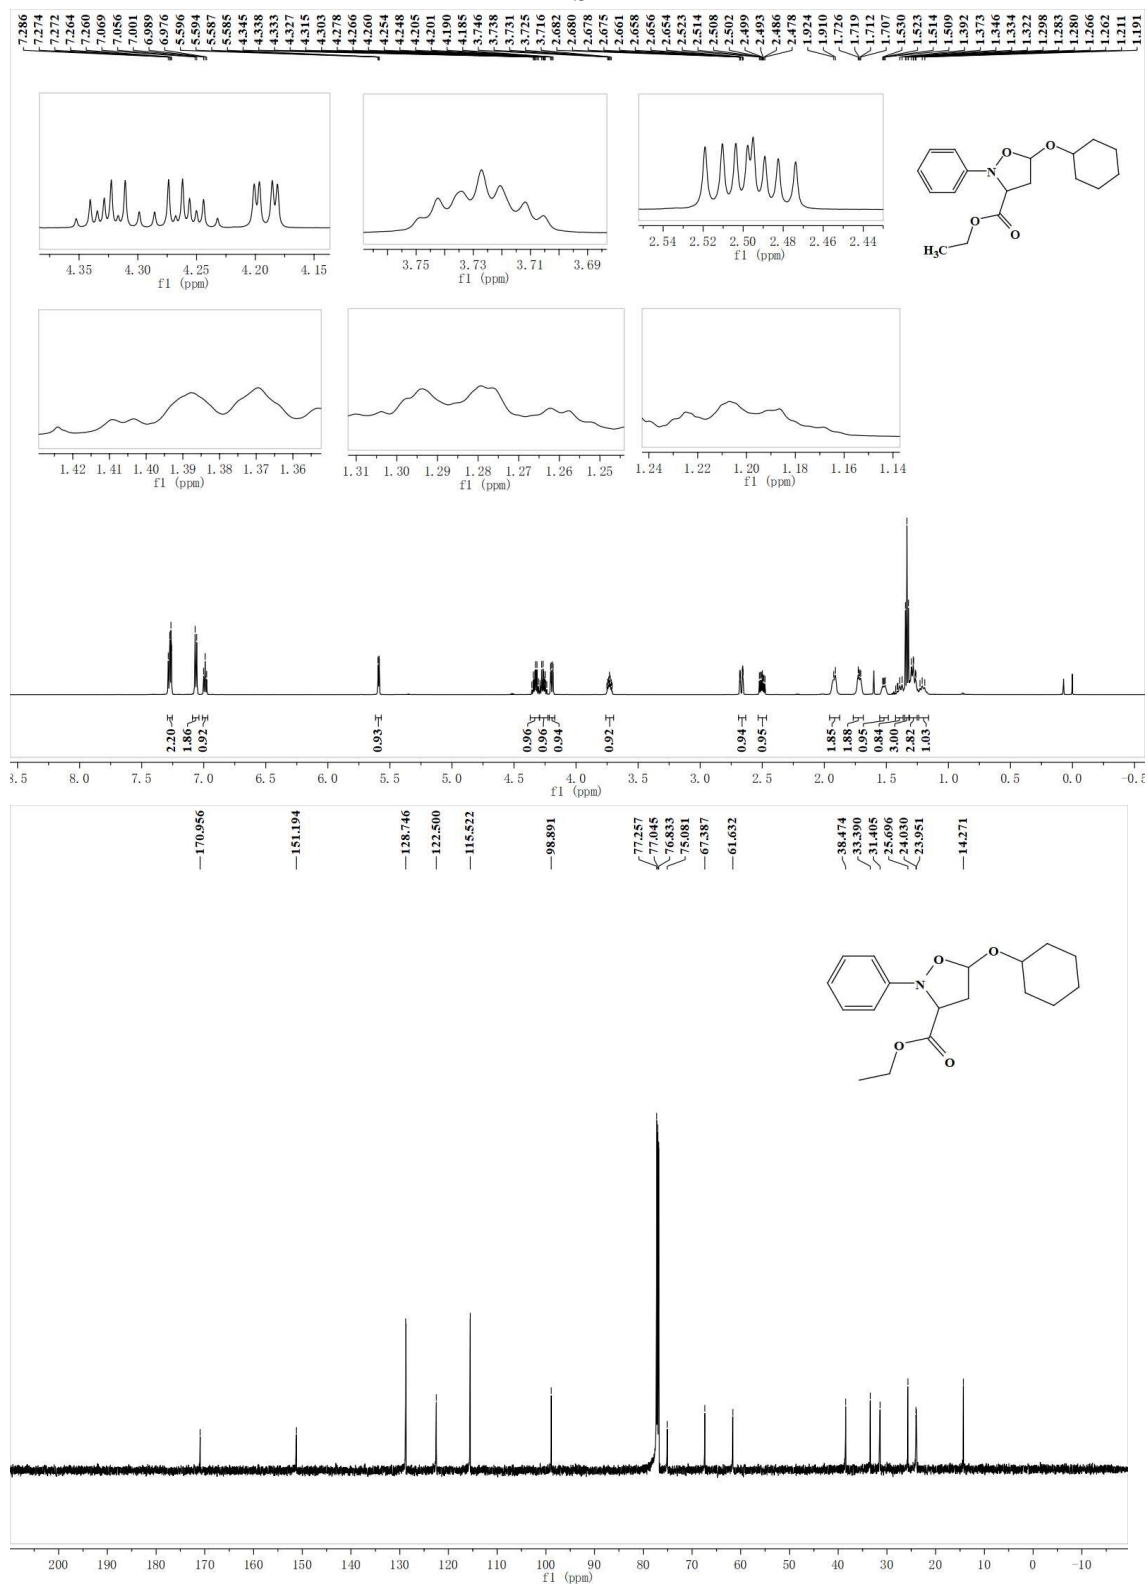 7.286 7.274 7.272 7.264 7.260 7.069 7.056 7.001 6.989 6.976 5.596 5.594 5.587 5.585 4.345 4.338 4.333 4.327 4.315 4.303 4.278 4.266 4.260 4.254 4.248 4.205 4.201 4.190 4.185 3.746 3.738 3.731 3.725 3.716 2.682 2.680 2.678 2.675 2.661 2.658 2.656 2.654 2.523 2.514 2.508 2.502 2.499 2.493 2.486 2.478 1.924 1.910 1.726 1.719 1.712 1.707 1.530 1.523 1.514 1.509 1.392 1.373 1.346 1.334 1.322 1.298 1.283 1.280 1.266 1.262 1.211 1.191
4.35 4.30 4.25 4.20 4.15
f1 (ppm)
3.75 3.73 3.71 3.69
f1 (ppm)
2.54 2.52 2.50 2.48 2.46 2.44
f1 (ppm)
O
O
N
O
O
H₃C
1.42 1.41 1.40 1.39 1.38 1.37 1.36
f1 (ppm)
1.31 1.30 1.29 1.28 1.27 1.26 1.25
f1 (ppm)
1.24 1.22 1.20 1.18 1.16 1.14
f1 (ppm)
2.20 1.86 0.92 0.93 0.96 0.96 0.94 0.92 0.94 0.95 1.85 1.88 0.95 0.84 3.00 2.82 1.03
8.5 7.5 7.0 6.5 6.0 5.5 5.0 4.5 4.0 3.5 3.0 2.5 2.0 1.5 1.0 0.5 0.0 -0.5
f1 (ppm)
170.956 151.194 128.746 122.500 115.522 98.891 77.257 77.045 76.833 75.081 67.387 61.632 38.474 33.390 31.405 25.696 24.030 23.951 14.271
O
O
N
O
O
200 190 180 170 160 150 140 130 120 110 100 90 80 70 60 50 40 30 20 10 0 -10
f1 (ppm)